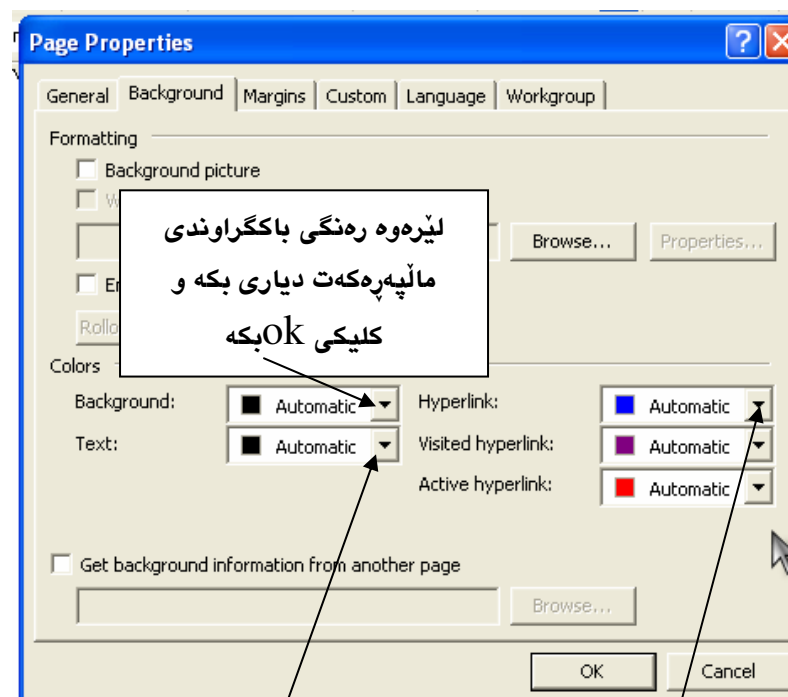 Page Properties
General Background Margins Custom Language Workgroup
Formatting
Background picture
لێرەوە رەنگی باکگراوندی
ماڵپەڕەکەت دیاری بکە و
کلیکی ok بکە
Browse... Properties...
Colors
Background: Automatic Hyperlink: Automatic
Text: Automatic Visited hyperlink: Automatic
Active hyperlink: Automatic
Get background information from another page
Browse...
OK Cancel